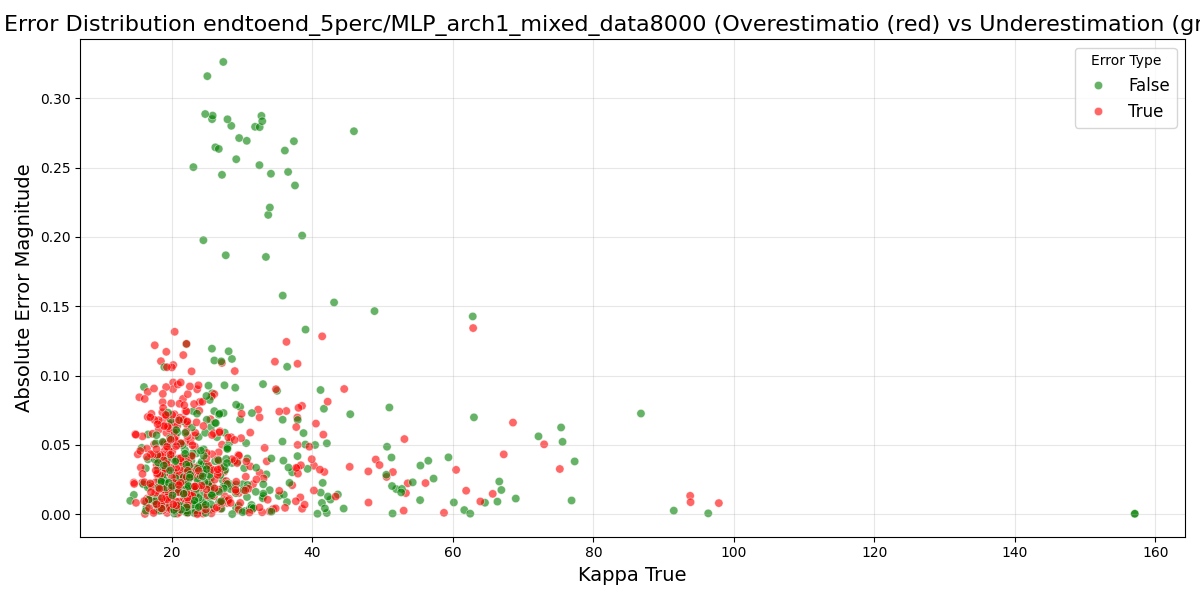 Error Distribution endtoend_5perc/MLP_arch1_mixed_data8000 (Overestimatio (red) vs Underestimation (gr
Error Type
False
True
Absolute Error Magnitude
0.30
0.25
0.20
0.15
0.10
0.05
0.00
20 40 60 80 100 120 140 160
Kappa True